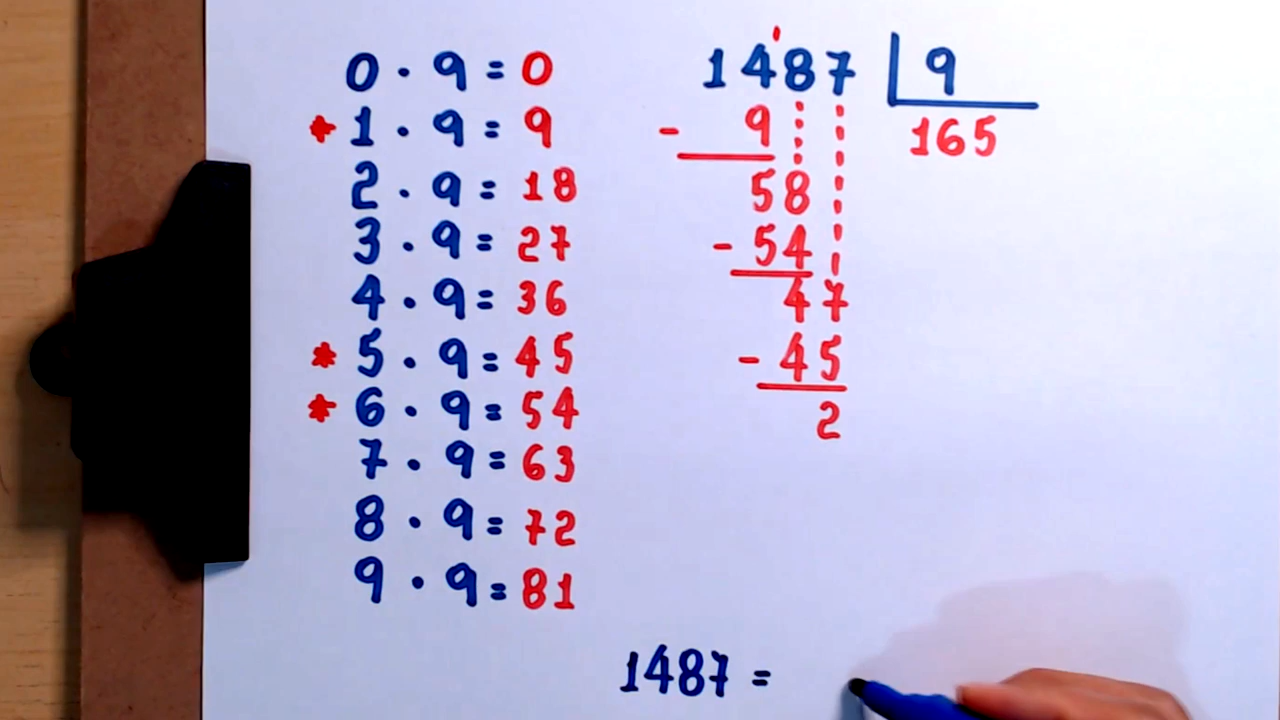 0 · 9 = 0
* 1 · 9 = 9
2 · 9 = 18
3 · 9 = 27
4 · 9 = 36
* 5 · 9 = 45
* 6 · 9 = 54
7 · 9 = 63
8 · 9 = 72
9 · 9 = 81
1487 9
- 9 165
58
- 54
47
- 45
2
1487 =